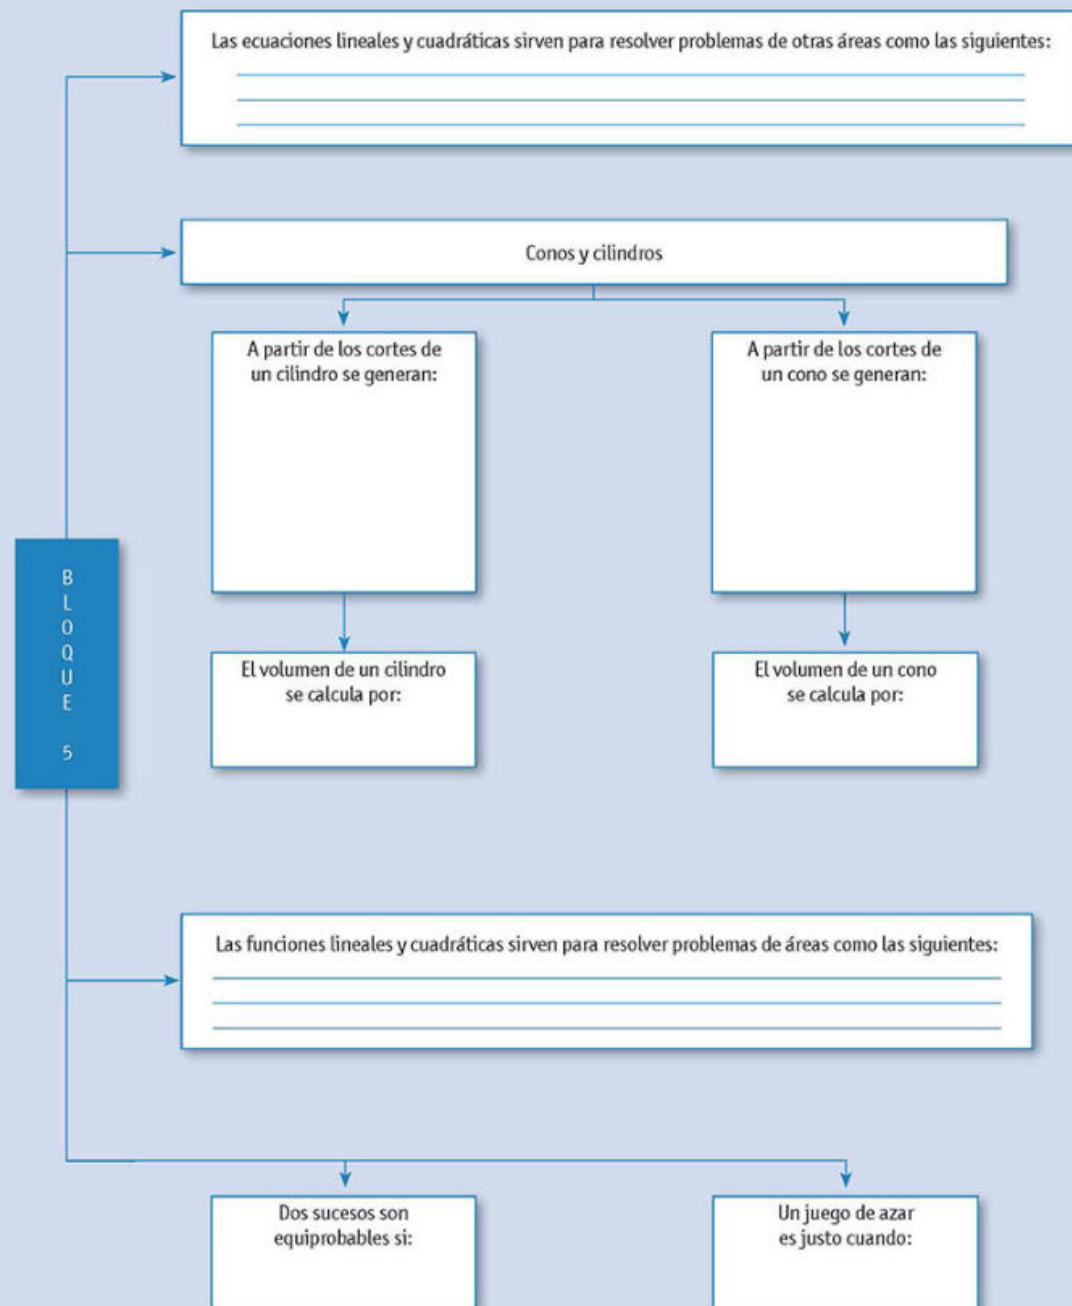 Las ecuaciones lineales y cuadráticas sirven para resolver problemas de otras áreas como las siguientes:
Conos y cilindros
A partir de los cortes de
un cilindro se generan:
A partir de los cortes de
un cono se generan:
B
L
O
Q
U
E
5
El volumen de un cilindro
se calcula por:
El volumen de un cono
se calcula por:
Las funciones lineales y cuadráticas sirven para resolver problemas de áreas como las siguientes:
Dos sucesos son
equiprobables si:
Un juego de azar
es justo cuando: